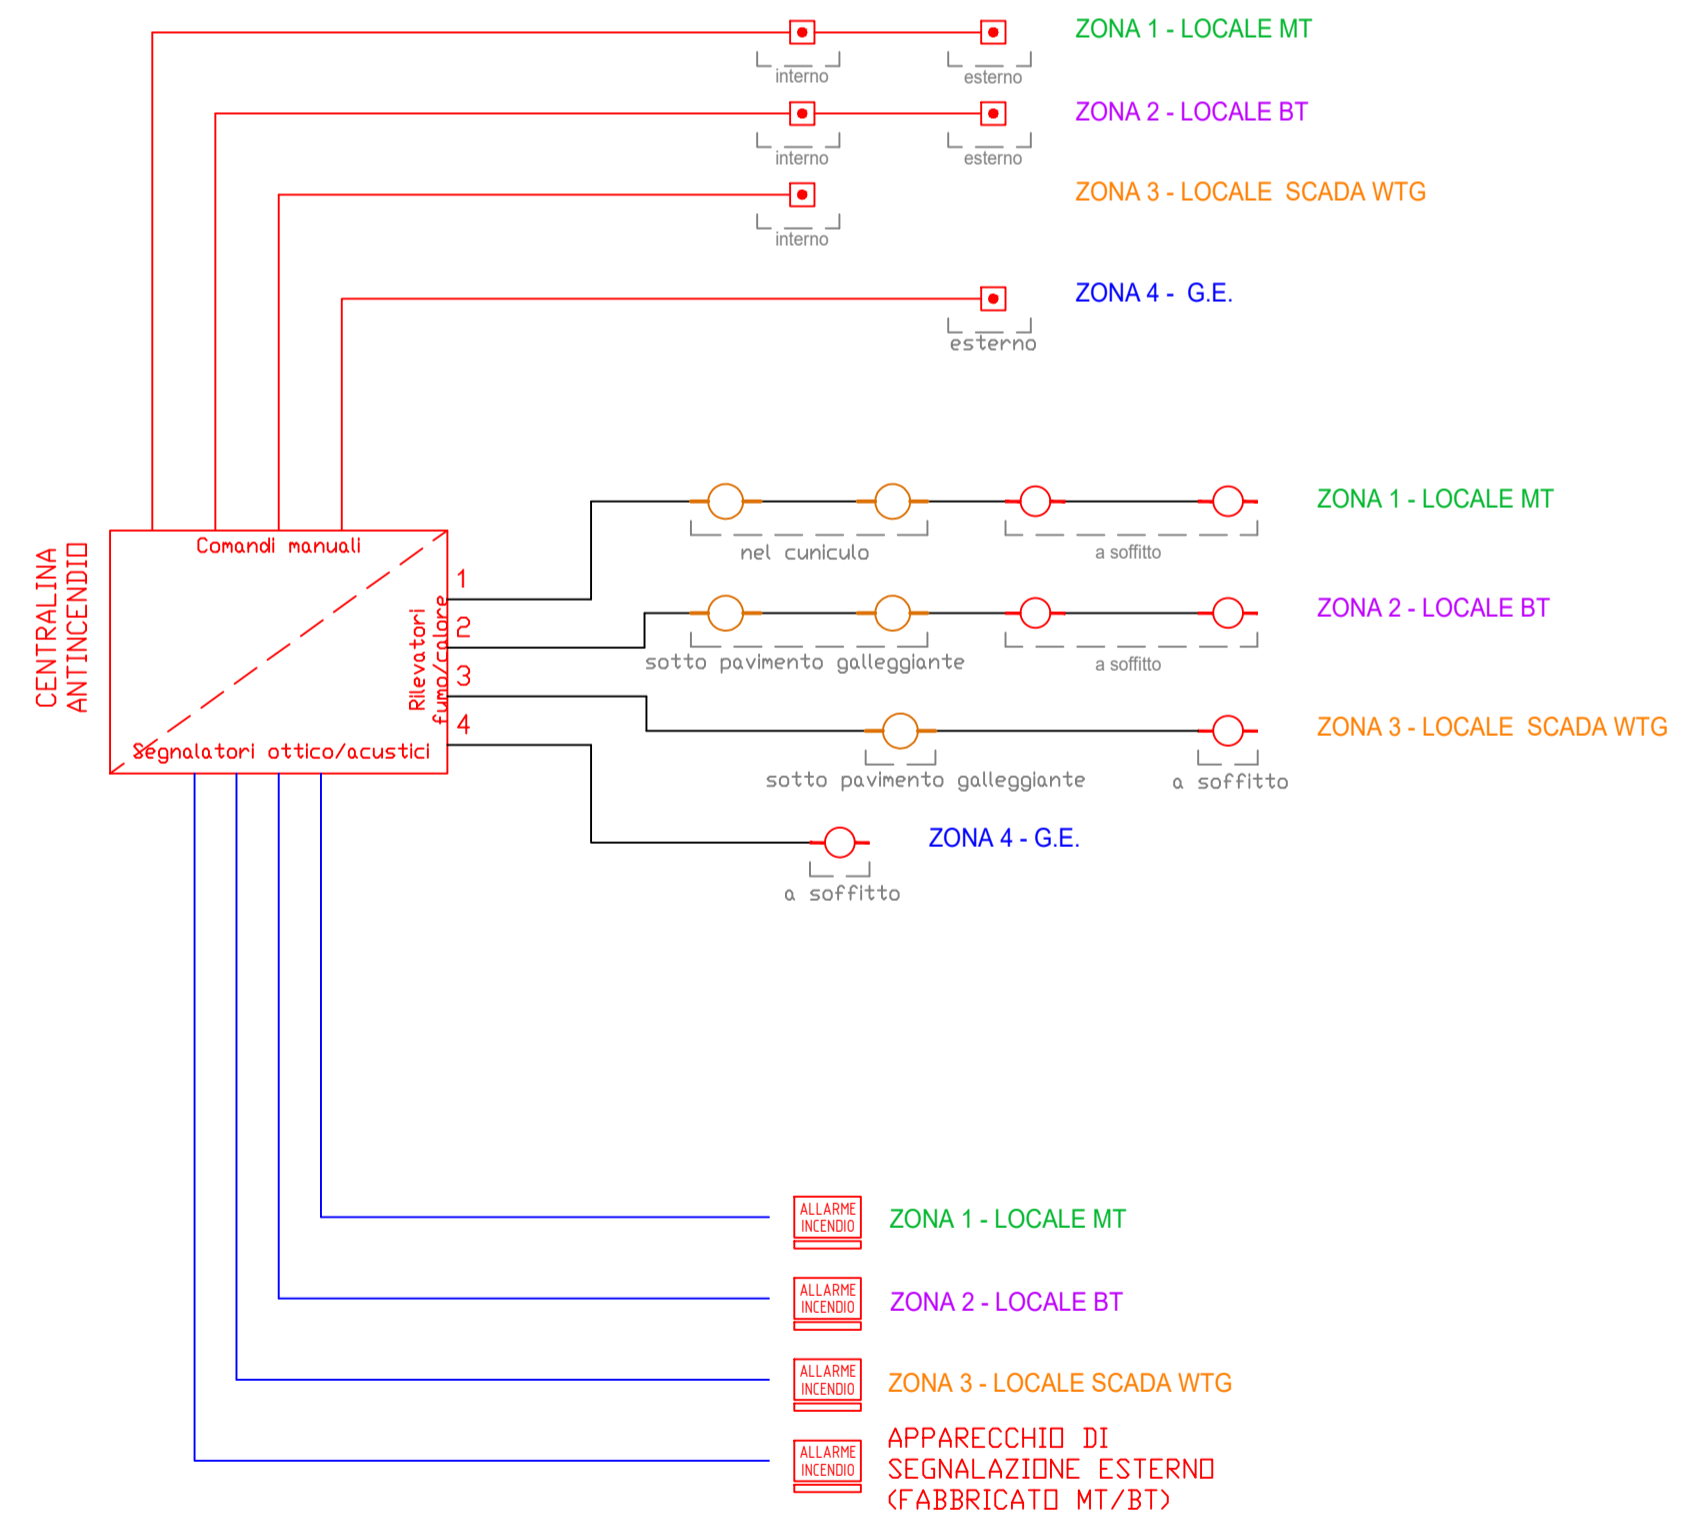 ZONA 1 - LOCALE MT
interno
esterno
ZONA 2 - LOCALE BT
interno
esterno
ZONA 3 - LOCALE SCADA WTG
interno
ZONA 4 - G.E.
esterno
CENTRALINA
ANTINCENDIO
Comandi manuali
Rilevatori
fumo/calore
Segnalatori ottico/acustici
1
2
3
4
nel cuniculo
a soffitto
ZONA 1 - LOCALE MT
sotto pavimento galleggiante
a soffitto
ZONA 2 - LOCALE BT
sotto pavimento galleggiante
a soffitto
ZONA 3 - LOCALE SCADA WTG
a soffitto
ZONA 4 - G.E.
ALLARME
INCENDIO
ZONA 1 - LOCALE MT
ALLARME
INCENDIO
ZONA 2 - LOCALE BT
ALLARME
INCENDIO
ZONA 3 - LOCALE SCADA WTG
ALLARME
INCENDIO
APPARECCHIO DI
SEGNALAZIONE ESTERNO
(FABBRICATO MT/BT)